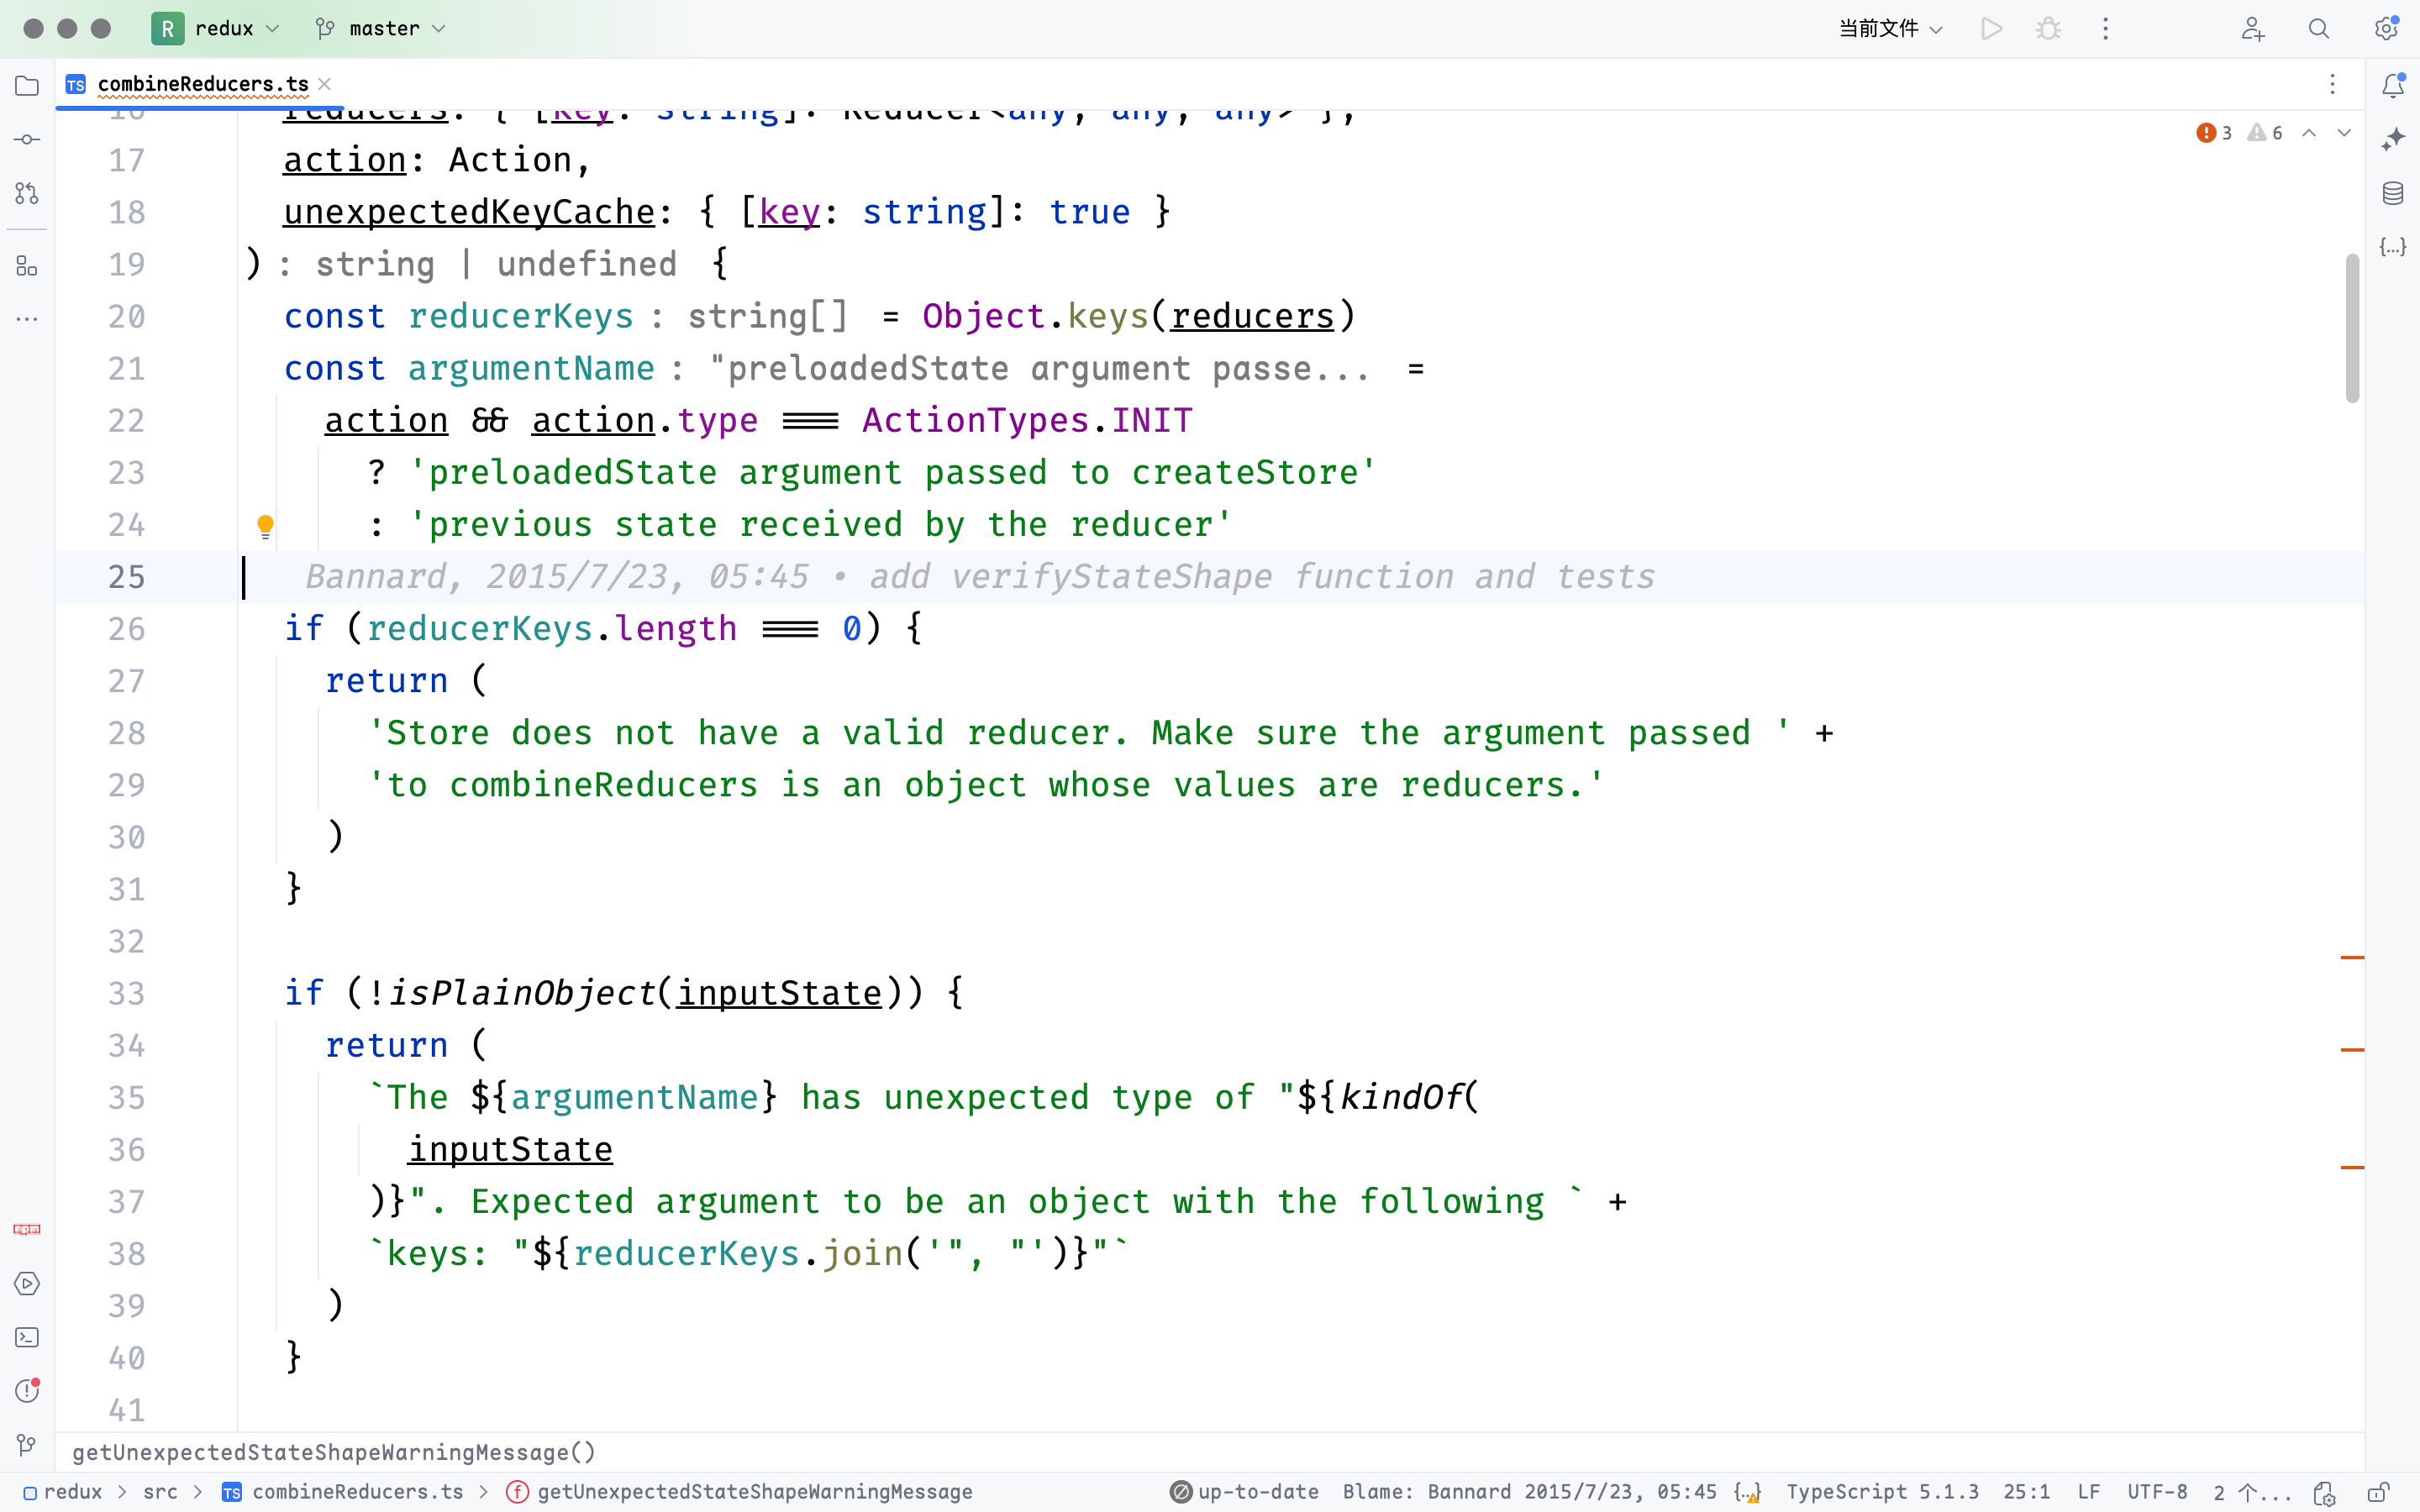 R redux master 当前文件
TS combineReducers.ts
3 6
16 reducers: { [key: string]: Reducer<any, any, any> },
17 action: Action,
18 unexpectedKeyCache: { [key: string]: true }
19 ) : string | undefined {
20 const reducerKeys : string[] = Object.keys(reducers)
21 const argumentName : "preloadedState argument passe... =
22 action && action.type === ActionTypes.INIT
23 ? 'preloadedState argument passed to createStore'
24 : 'previous state received by the reducer'
25 Bannard, 2015/7/23, 05:45 • add verifyStateShape function and tests
26 if (reducerKeys.length === 0) {
27 return (
28 'Store does not have a valid reducer. Make sure the argument passed ' +
29 'to combineReducers is an object whose values are reducers.'
30 )
31 }
32
33 if (!isPlainObject(inputState)) {
34 return (
35 `The ${argumentName} has unexpected type of "${kindOf(
36 inputState
37 )}". Expected argument to be an object with the following ` +
38 `keys: "${reducerKeys.join('", "')}"`
39 )
40 }
41
getUnexpectedStateShapeWarningMessage()
redux > src > TS combineReducers.ts > f getUnexpectedStateShapeWarningMessage up-to-date Blame: Bannard 2015/7/23, 05:45 TypeScript 5.1.3 25:1 LF UTF-8 2 个...